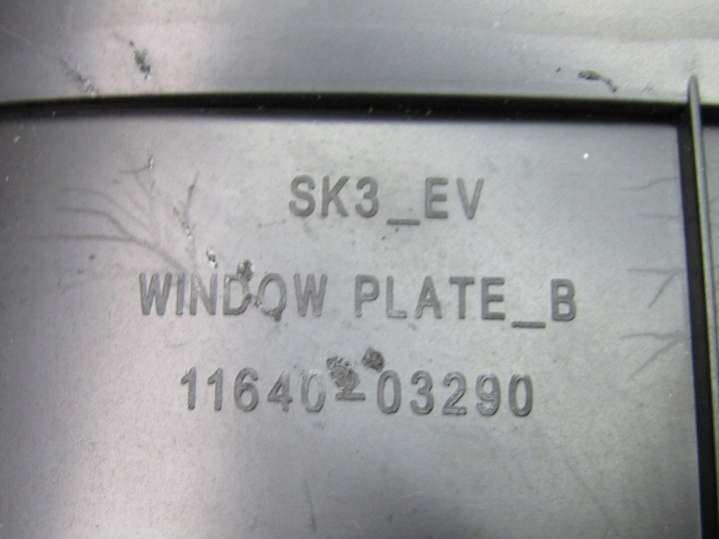 SK3_EV
WINDOW PLATE_B
11640-03290